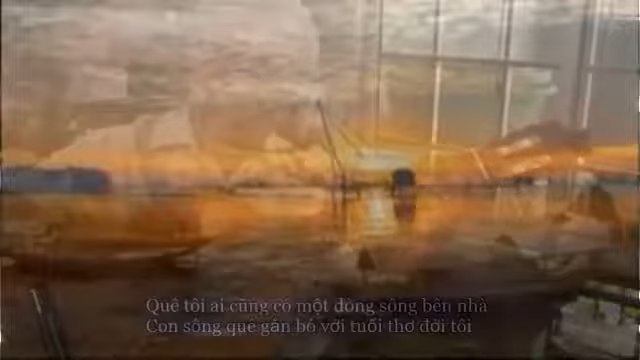 Quê tôi ai cũng có một dòng sông bên nhà
Con sông quê gắn bó với tuổi thơ đời tôi